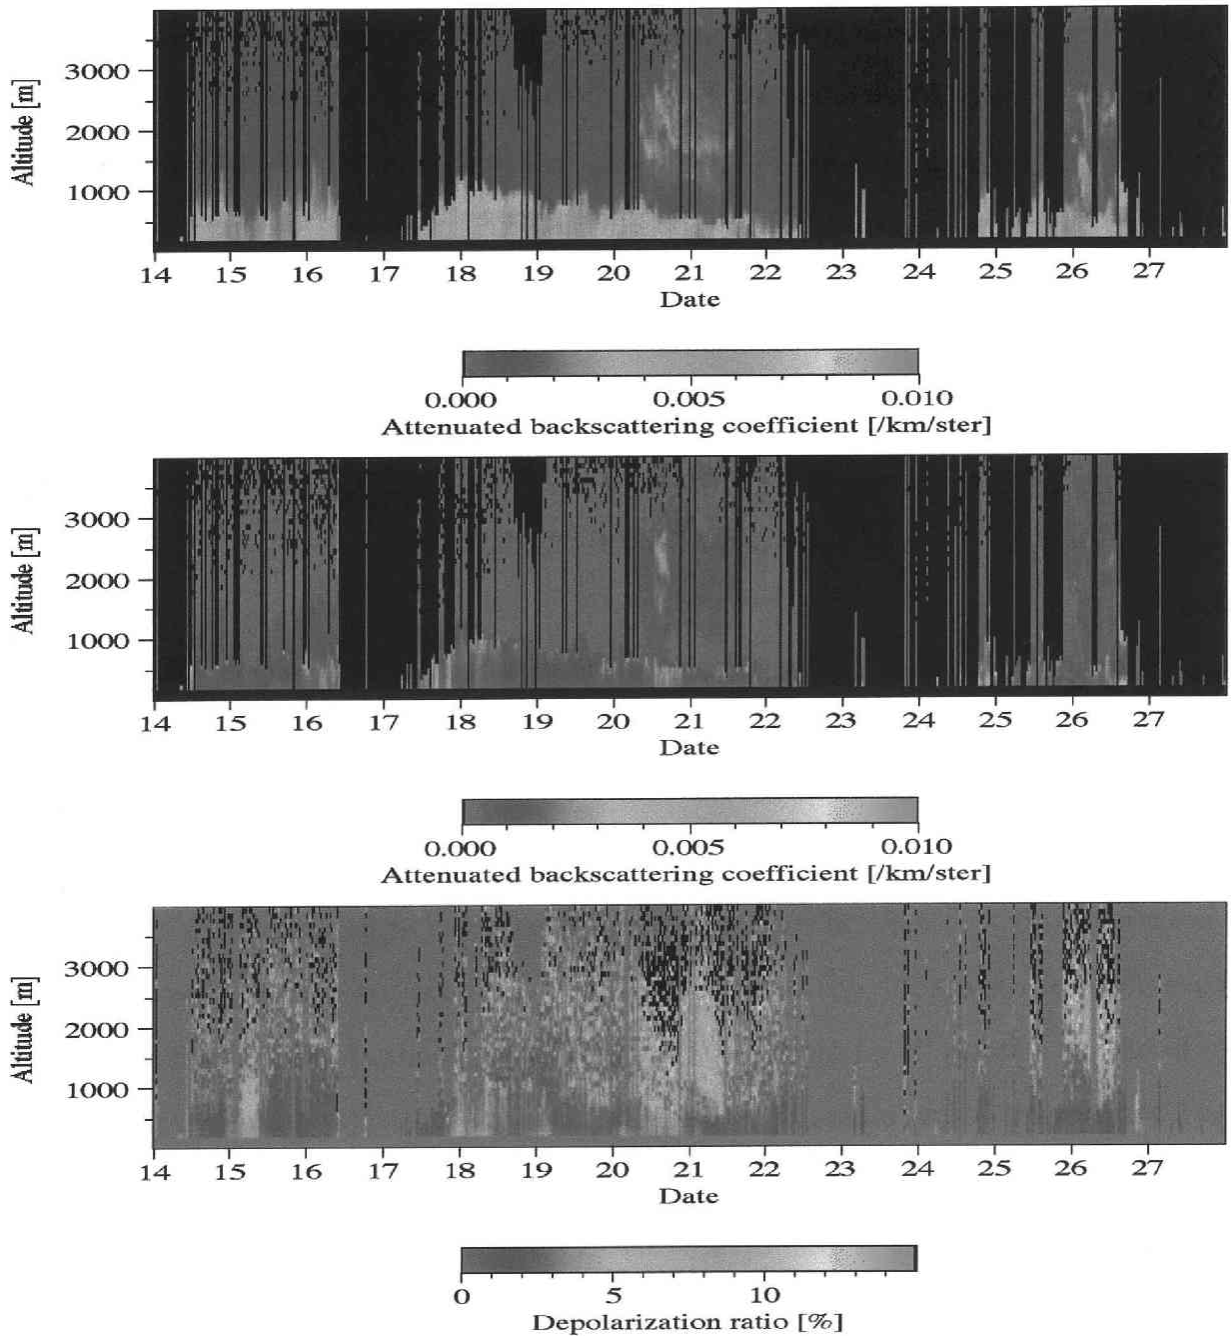 Altitude [m]
3000
2000
1000
14 15 16 17 18 19 20 21 22 23 24 25 26 27
Date
0.000 0.005 0.010
Attenuated backscattering coefficient [/km/ster]
Altitude [m]
3000
2000
1000
14 15 16 17 18 19 20 21 22 23 24 25 26 27
Date
0.000 0.005 0.010
Attenuated backscattering coefficient [/km/ster]
Altitude [m]
3000
2000
1000
14 15 16 17 18 19 20 21 22 23 24 25 26 27
Date
0 5 10
Depolarization ratio [%]